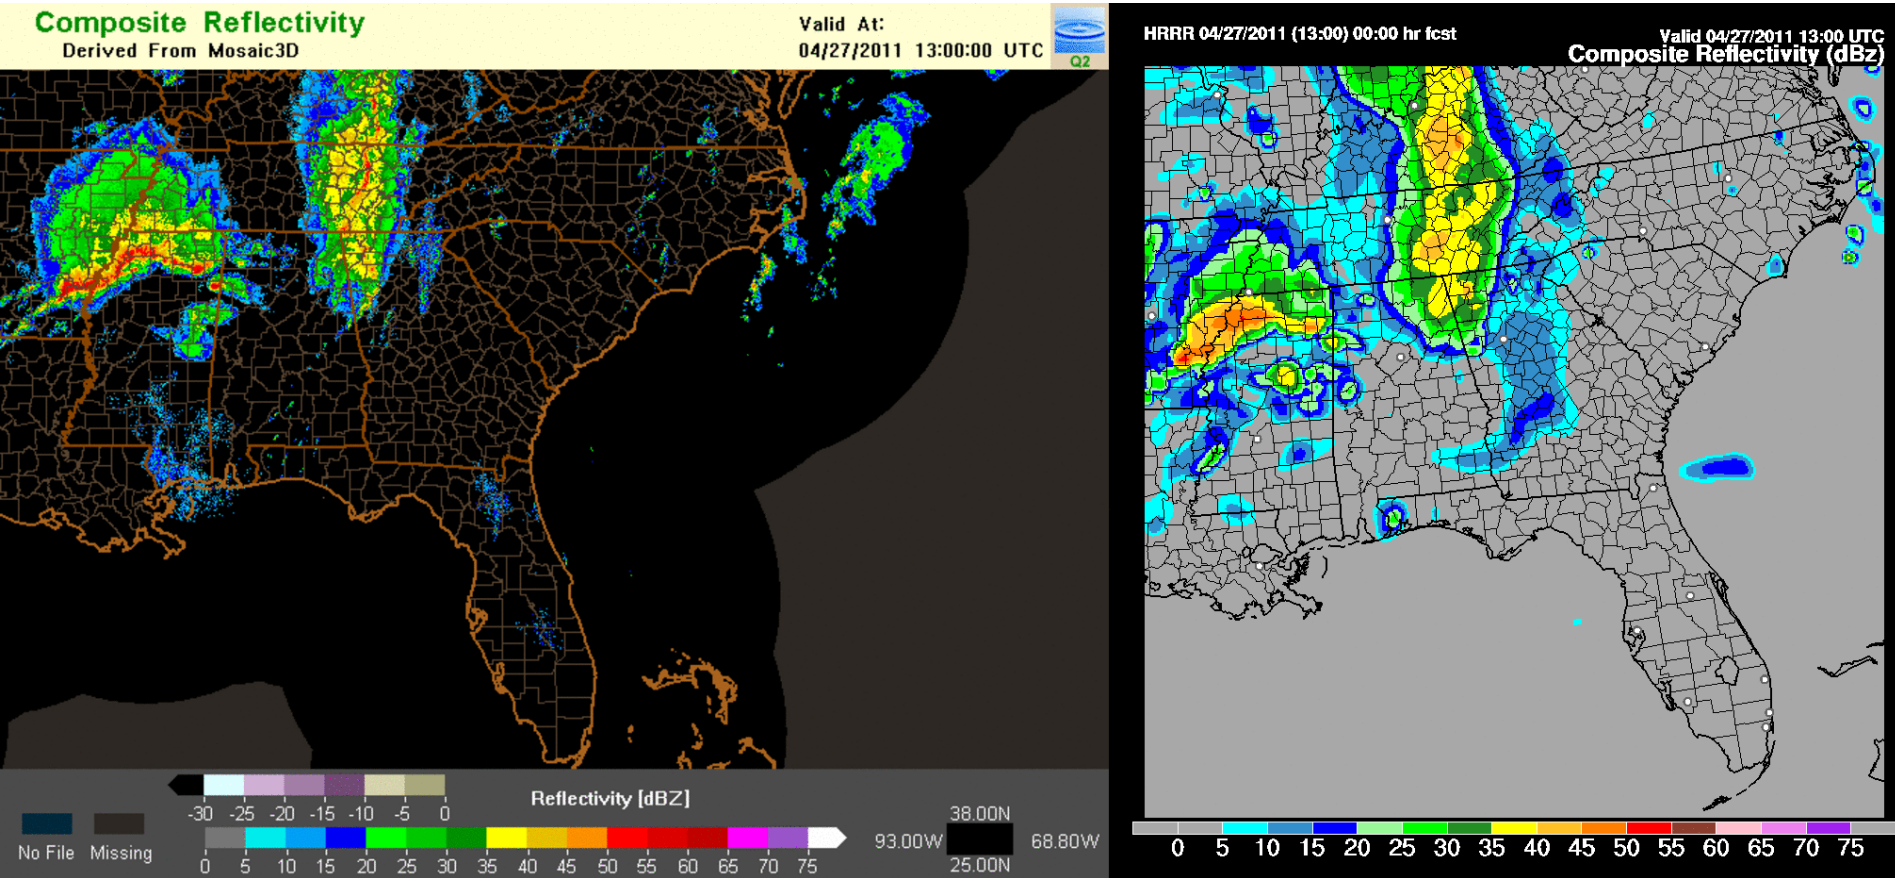 Composite Reflectivity
Derived From Mosaic3D
Valid At:
04/27/2011 13:00:00 UTC
Q2
Reflectivity [dBZ]
-30 -25 -20 -15 -10 -5 0
No File Missing
0 5 10 15 20 25 30 35 40 45 50 55 60 65 70 75
38.00N
93.00W 68.80W
25.00N
HRRR 04/27/2011 (13:00) 00:00 hr fcst
Valid 04/27/2011 13:00 UTC
Composite Reflectivity (dBz)
0 5 10 15 20 25 30 35 40 45 50 55 60 65 70 75